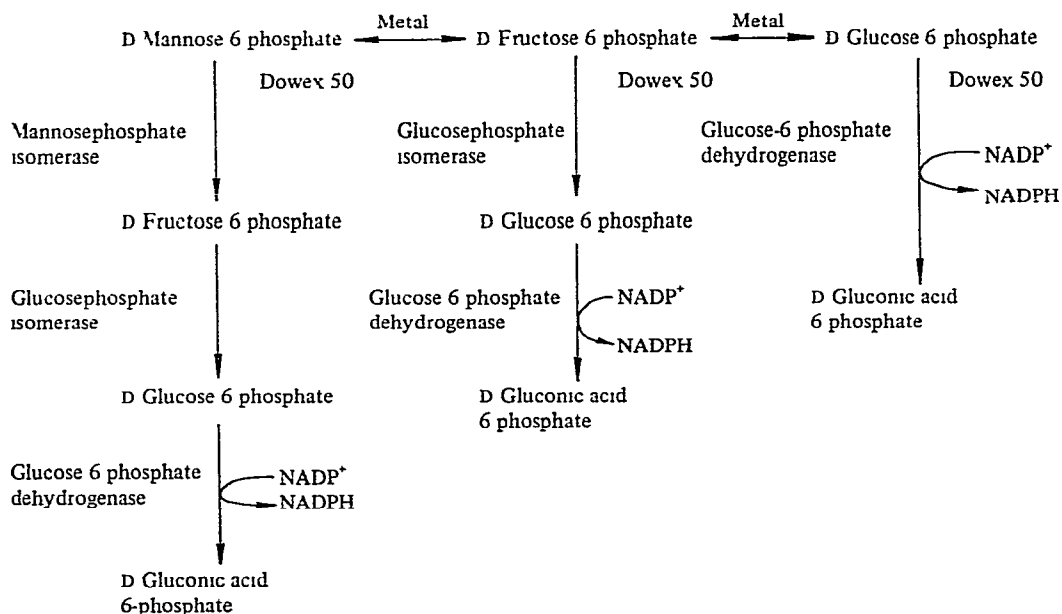 Metal
Metal
D Mannose 6 phosphate
D Fructose 6 phosphate
D Glucose 6 phosphate
Dowex 50
Dowex 50
Dowex 50
Mannosephosphate
isomerase
Glucosephosphate
isomerase
Glucose-6 phosphate
dehydrogenase
NADP+
NADPH
D Fructose 6 phosphate
D Glucose 6 phosphate
Glucosephosphate
isomerase
Glucose 6 phosphate
dehydrogenase
NADP+
NADPH
D Gluconic acid
6 phosphate
D Glucose 6 phosphate
D Gluconic acid
6 phosphate
Glucose 6 phosphate
dehydrogenase
NADP+
NADPH
D Gluconic acid
6-phosphate